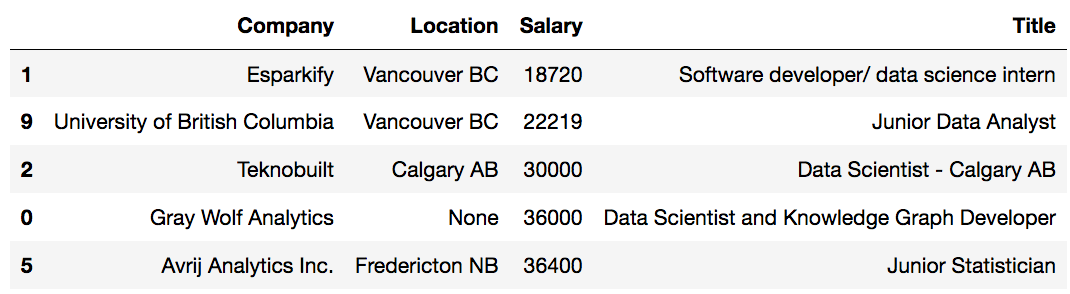 Company Location Salary Title
1 Esparkify Vancouver BC 18720 Software developer/ data science intern
9 University of British Columbia Vancouver BC 22219 Junior Data Analyst
2 Teknobuilt Calgary AB 30000 Data Scientist - Calgary AB
0 Gray Wolf Analytics None 36000 Data Scientist and Knowledge Graph Developer
5 Avrij Analytics Inc. Fredericton NB 36400 Junior Statistician